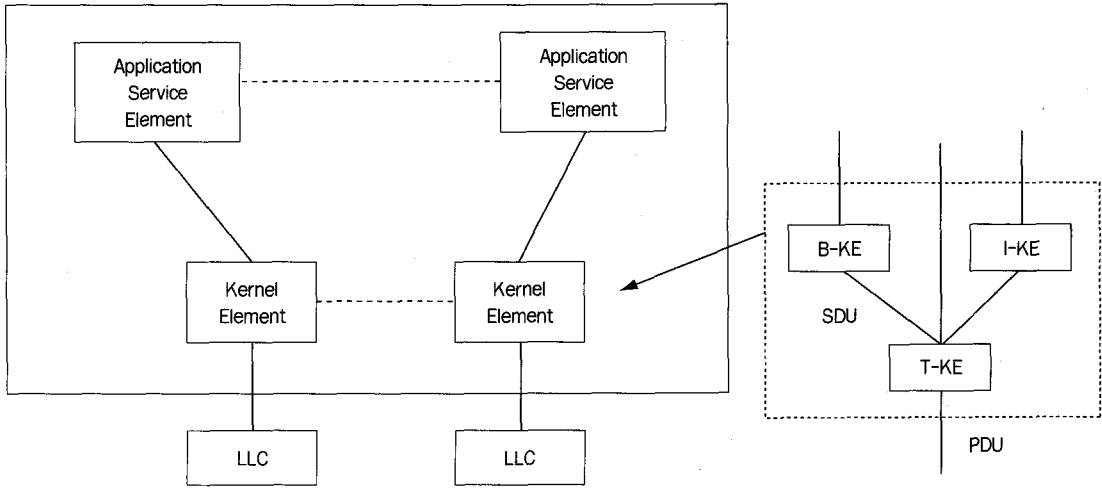 Application
Service
Element
Application
Service
Element
Kernel
Element
Kernel
Element
LLC
LLC
B-KE
I-KE
SDU
T-KE
PDU